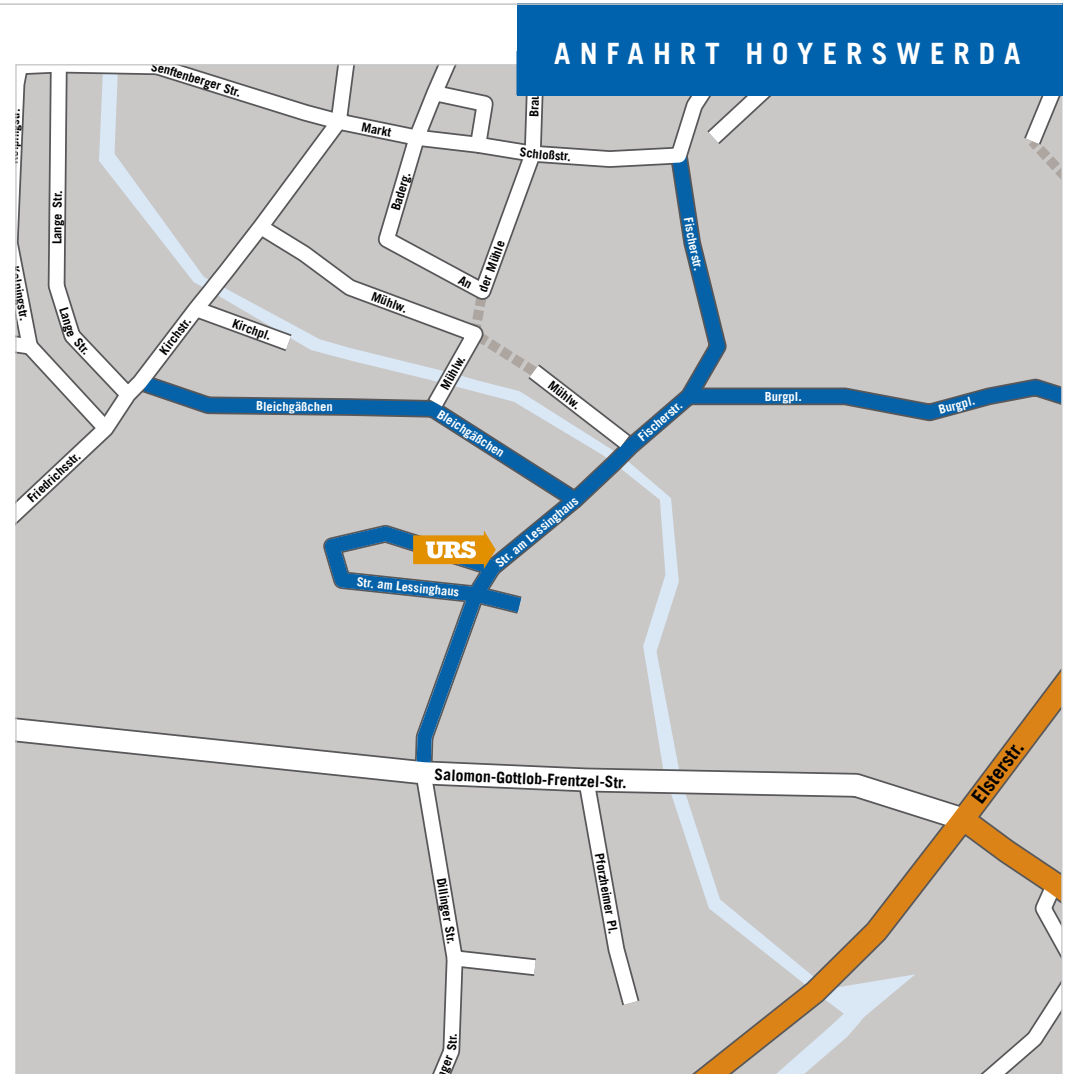 ANFAHRT HOYERSWERDA
Senftenberger Str.
Markt
Schloßstr.
Baderg.
Lange Str.
Fischerstr.
An
der Mühle
Mühlw.
Lange Str.
Kirchstr.
Kirchpl.
Mühlw.
Mühlw.
Burgpl.
Burgpl.
Bleichgäßchen
Bleichgäßchen
Fischerstr.
Friedrichsstr.
Str. am Lessinghaus
URS
Str. am Lessinghaus
Elsterstr.
Salomon-Gottlob-Frentzel-Str.
Dillinger Str.
Pforzheimer Pl.